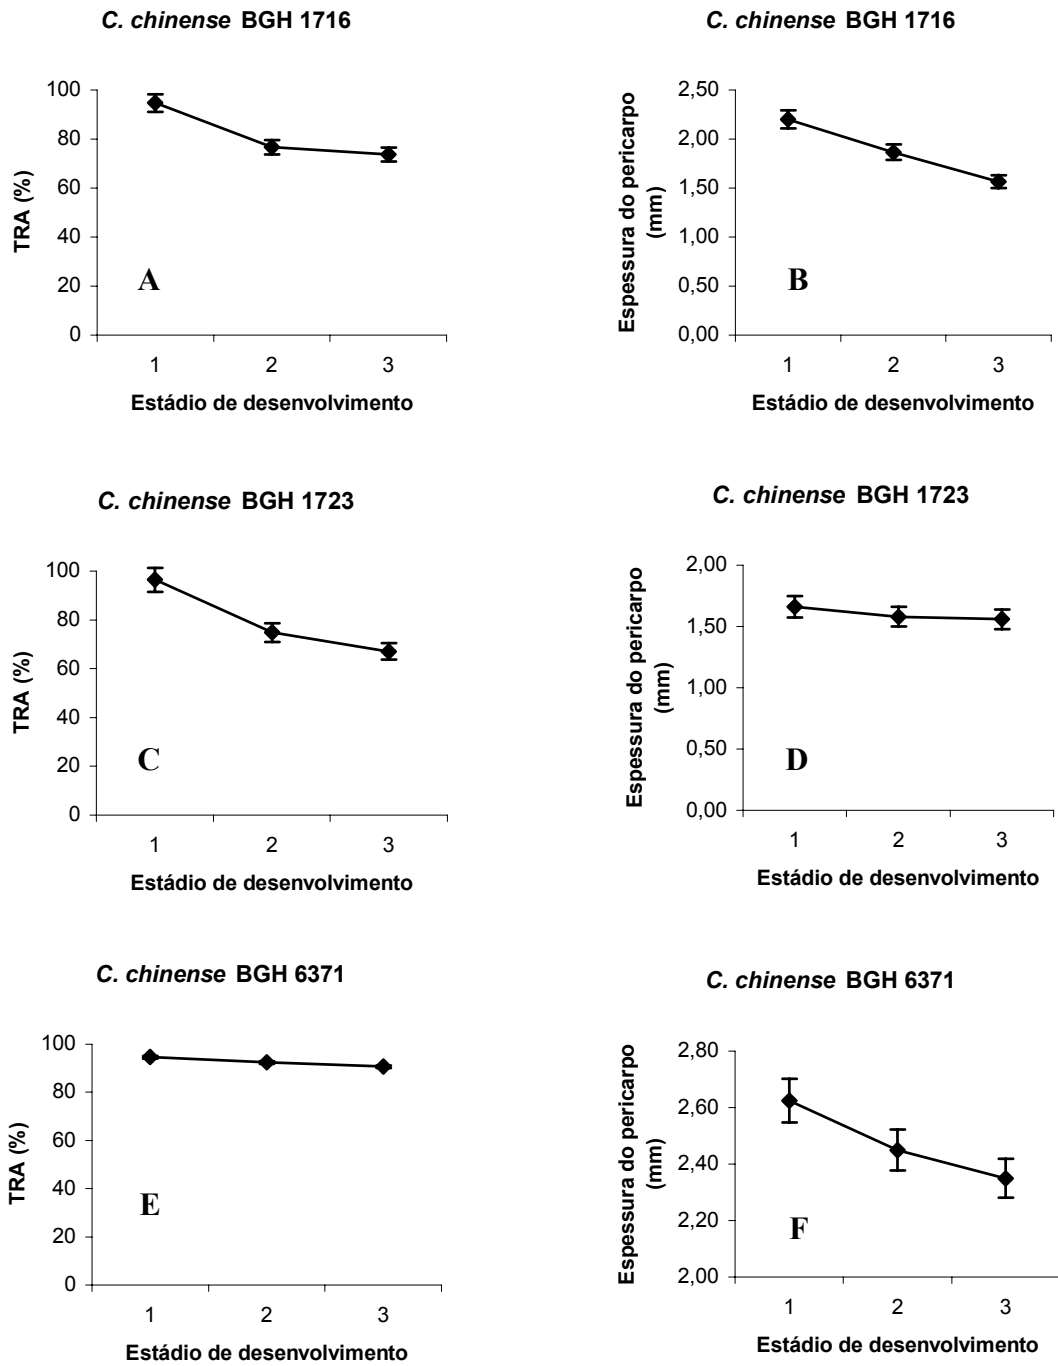 C. chinense BGH 1716
TRA (%)
100
80
60
40
20
0
A
1 2 3
Estádio de desenvolvimento
C. chinense BGH 1716
Espessura do pericarpo
(mm)
2,50
2,00
1,50
1,00
0,50
0,00
B
1 2 3
Estádio de desenvolvimento
C. chinense BGH 1723
TRA (%)
100
80
60
40
20
0
C
1 2 3
Estádio de desenvolvimento
C. chinense BGH 1723
Espessura do pericarpo
(mm)
2,00
1,50
1,00
0,50
0,00
D
1 2 3
Estádio de desenvolvimento
C. chinense BGH 6371
TRA (%)
100
80
60
40
20
0
E
1 2 3
Estádio de desenvolvimento
C. chinense BGH 6371
Espessura do pericarpo
(mm)
2,80
2,60
2,40
2,20
2,00
F
1 2 3
Estádio de desenvolvimento